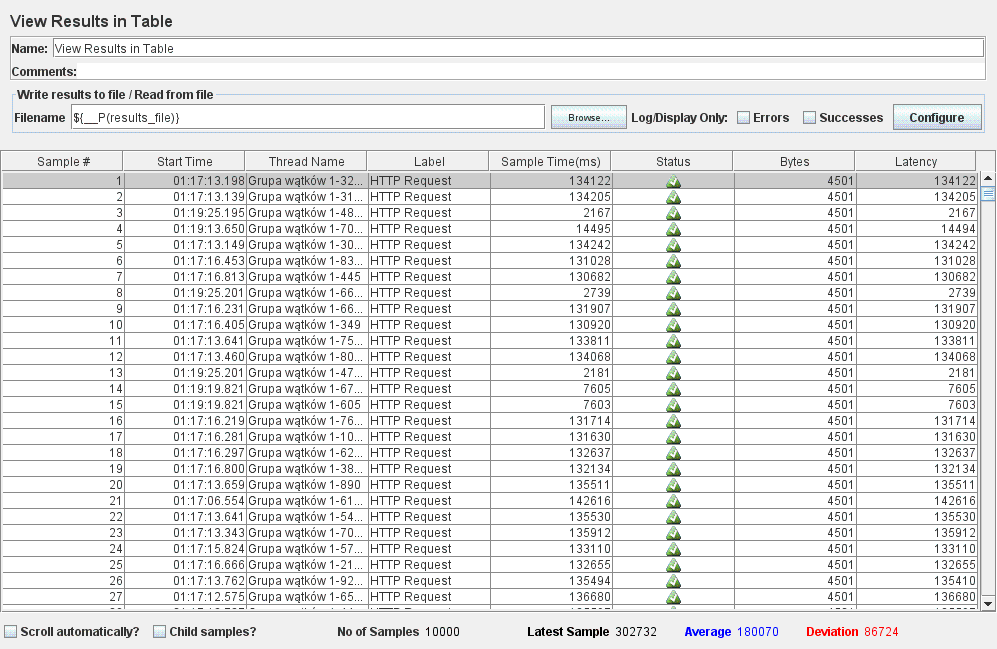 View Results in Table
Name: View Results in Table
Comments:
Write results to file / Read from file
Filename ${__P(results_file)} Browse... Log/Display Only: Errors Successes Configure
Sample # Start Time Thread Name Label Sample Time(ms) Status Bytes Latency
1 01:17:13.198 Grupa wątków 1-32... HTTP Request 134122 4501 134122
2 01:17:13.139 Grupa wątków 1-31... HTTP Request 134205 4501 134205
3 01:19:25.195 Grupa wątków 1-48... HTTP Request 2167 4501 2167
4 01:19:13.650 Grupa wątków 1-70... HTTP Request 14495 4501 14494
5 01:17:13.149 Grupa wątków 1-30... HTTP Request 134242 4501 134242
6 01:17:16.453 Grupa wątków 1-83... HTTP Request 131028 4501 131028
7 01:17:16.813 Grupa wątków 1-445 HTTP Request 130682 4501 130682
8 01:19:25.201 Grupa wątków 1-66... HTTP Request 2739 4501 2739
9 01:17:16.231 Grupa wątków 1-66... HTTP Request 131907 4501 131907
10 01:17:16.405 Grupa wątków 1-349 HTTP Request 130920 4501 130920
11 01:17:13.641 Grupa wątków 1-75... HTTP Request 133811 4501 133811
12 01:17:13.460 Grupa wątków 1-80... HTTP Request 134068 4501 134068
13 01:19:25.201 Grupa wątków 1-47... HTTP Request 2181 4501 2181
14 01:19:19.821 Grupa wątków 1-67... HTTP Request 7605 4501 7605
15 01:19:19.821 Grupa wątków 1-605 HTTP Request 7603 4501 7603
16 01:17:16.219 Grupa wątków 1-76... HTTP Request 131714 4501 131714
17 01:17:16.281 Grupa wątków 1-10... HTTP Request 131630 4501 131630
18 01:17:16.297 Grupa wątków 1-62... HTTP Request 132637 4501 132637
19 01:17:16.800 Grupa wątków 1-38... HTTP Request 132134 4501 132134
20 01:17:13.659 Grupa wątków 1-890 HTTP Request 135511 4501 135511
21 01:17:06.554 Grupa wątków 1-61... HTTP Request 142616 4501 142616
22 01:17:13.641 Grupa wątków 1-54... HTTP Request 135530 4501 135530
23 01:17:13.343 Grupa wątków 1-70... HTTP Request 135912 4501 135912
24 01:17:15.824 Grupa wątków 1-57... HTTP Request 133110 4501 133110
25 01:17:16.666 Grupa wątków 1-21... HTTP Request 132655 4501 132655
26 01:17:13.762 Grupa wątków 1-92... HTTP Request 135494 4501 135410
27 01:17:12.575 Grupa wątków 1-65... HTTP Request 136680 4501 136680
Scroll automatically? Child samples? No of Samples 10000 Latest Sample 302732 Average 180070 Deviation 86724